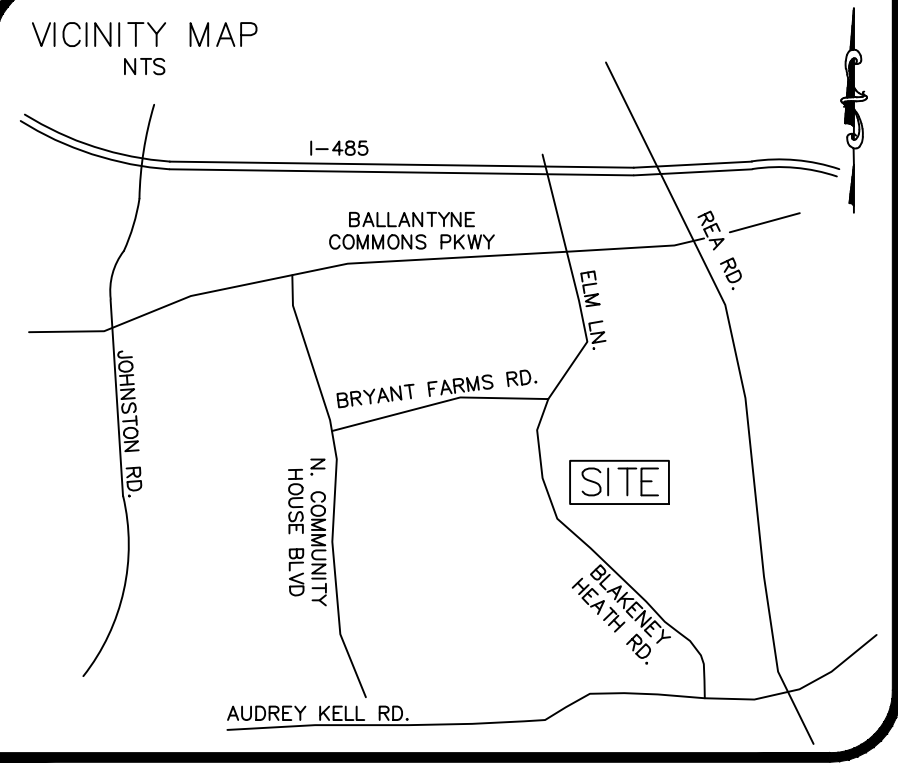 VICINITY MAP
NTS
I-485
BALLANTYNE
COMMONS PKWY
REA RD.
ELM LN.
JOHNSTON RD.
BRYANT FARMS RD.
N. COMMUNITY
HOUSE BLVD
SITE
BLAKENEY
HEATH RD.
AUDREY KELL RD.